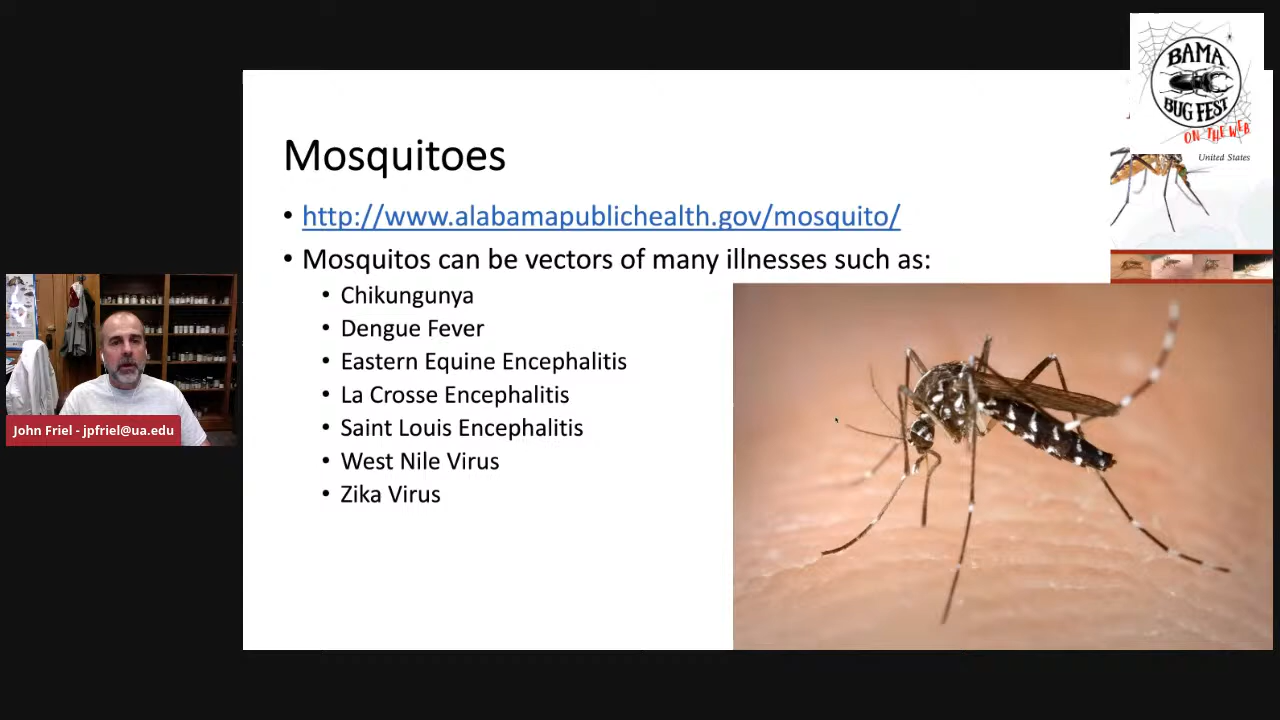 BAMA
BUG FEST
ON THE WEB
United States
Mosquitoes
• http://www.alabamapublichealth.gov/mosquito/
• Mosquitos can be vectors of many illnesses such as:
• Chikungunya
• Dengue Fever
• Eastern Equine Encephalitis
• La Crosse Encephalitis
• Saint Louis Encephalitis
• West Nile Virus
• Zika Virus
John Friel - jpfriel@ua.edu